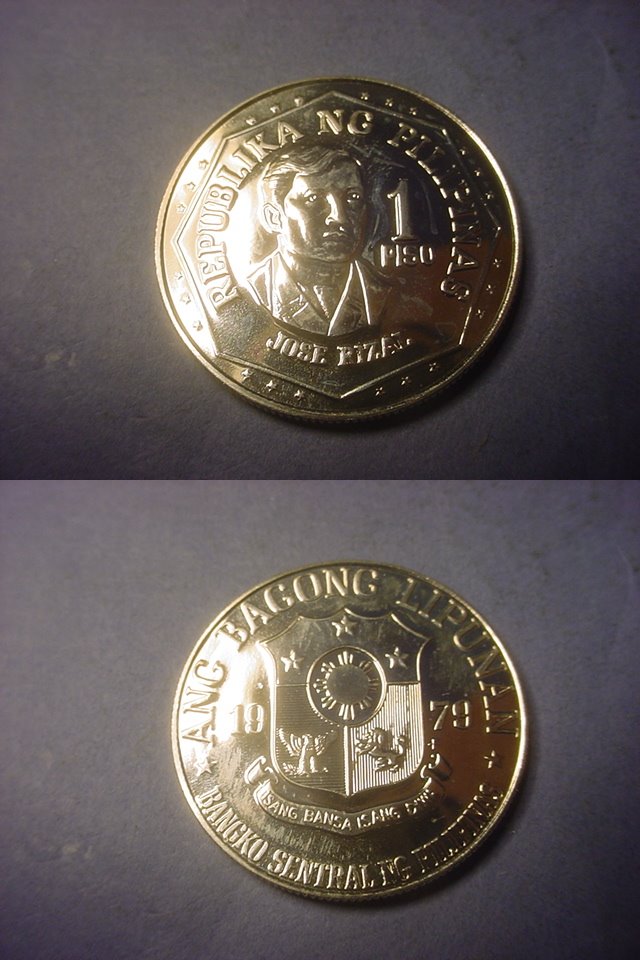 REPUBLIKA NG PILIPINAS
1
PISO
JOSE RIZAL
ANG BAGONG LIPUNAN
19 79
ISANG BANSA ISANG DIWA
BANGKO SENTRAL NG PILIPINAS